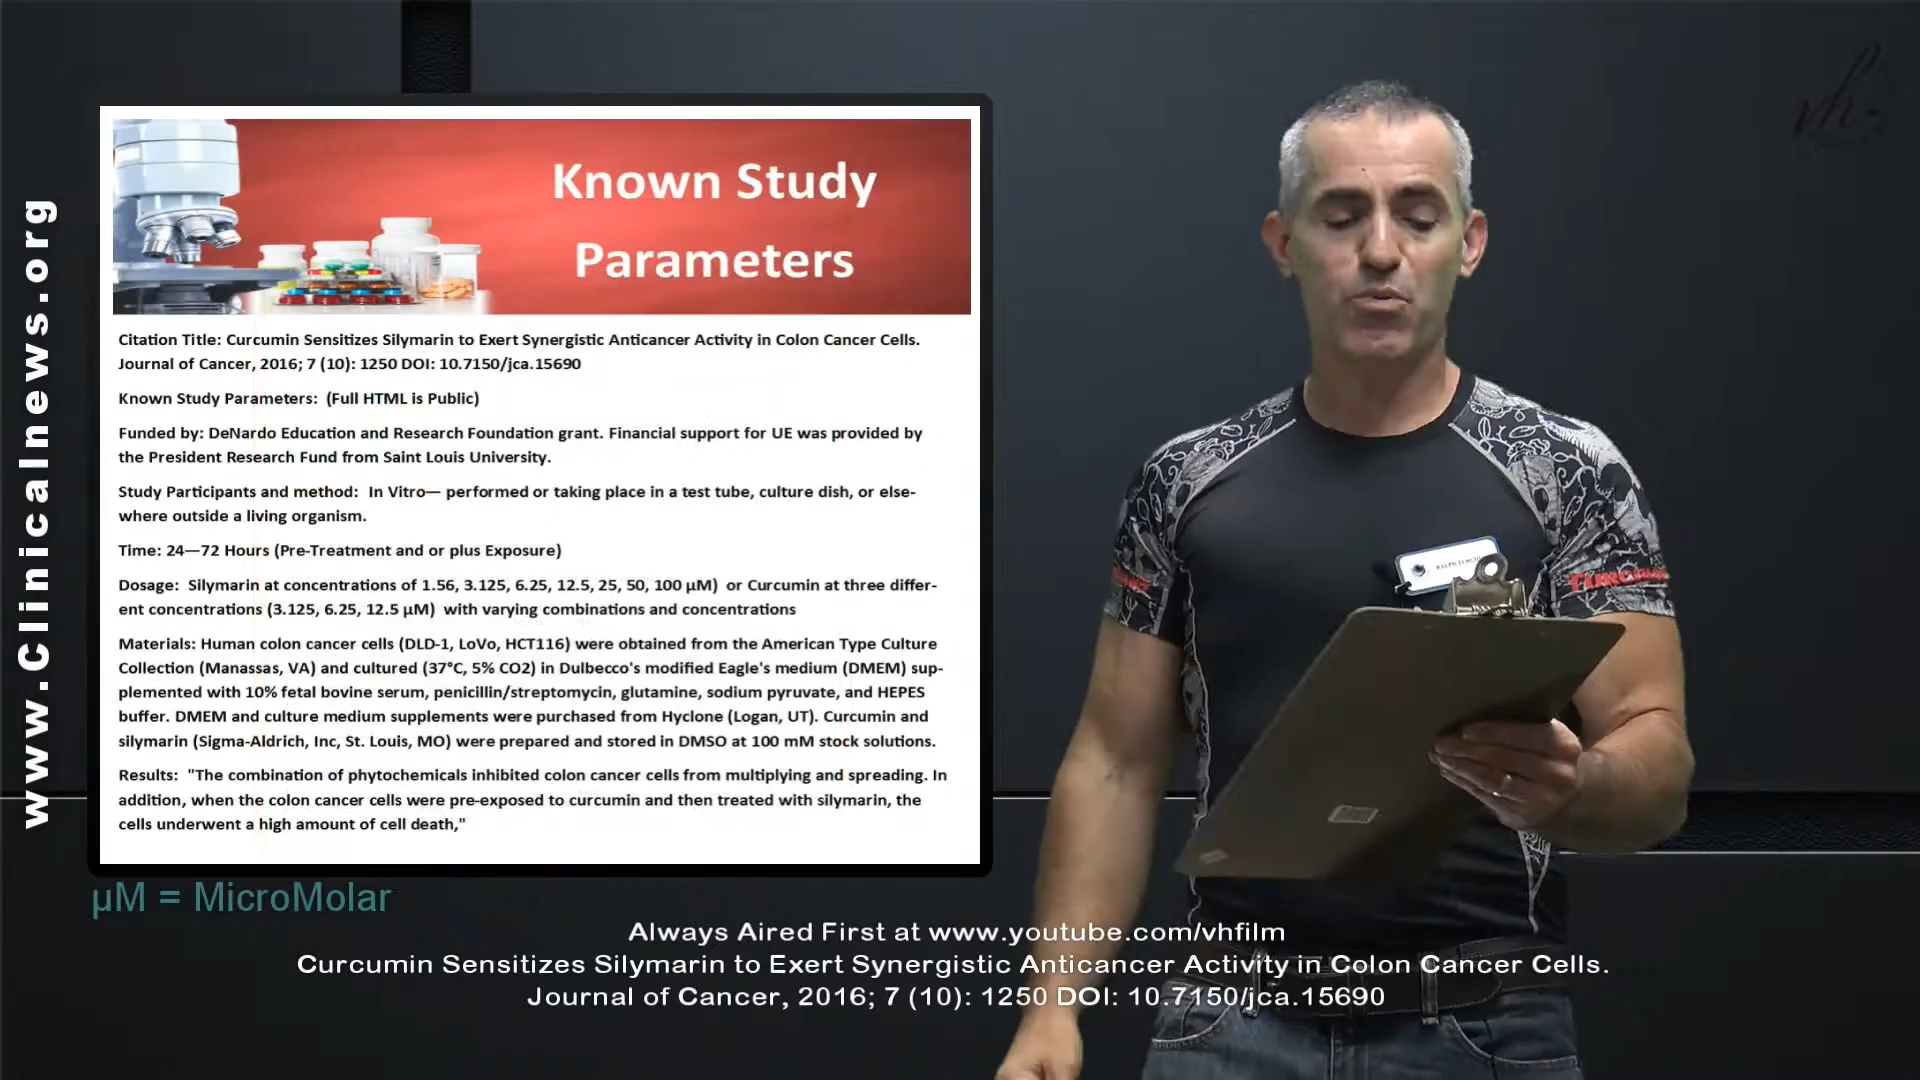 www.Clinicalnews.org
Known Study
Parameters
Citation Title: Curcumin Sensitizes Silymarin to Exert Synergistic Anticancer Activity in Colon Cancer Cells.
Journal of Cancer, 2016; 7 (10): 1250 DOI: 10.7150/jca.15690
Known Study Parameters:  (Full HTML is Public)
Funded by: DeNardo Education and Research Foundation grant. Financial support for UE was provided by
the President Research Fund from Saint Louis University.
Study Participants and method:  In Vitro— performed or taking place in a test tube, culture dish, or else-
where outside a living organism.
Time: 24—72 Hours (Pre-Treatment and or plus Exposure)
Dosage:  Silymarin at concentrations of 1.56, 3.125, 6.25, 12.5, 25, 50, 100 μM)  or Curcumin at three differ-
ent concentrations (3.125, 6.25, 12.5 μM)  with varying combinations and concentrations
Materials: Human colon cancer cells (DLD-1, LoVo, HCT116) were obtained from the American Type Culture
Collection (Manassas, VA) and cultured (37°C, 5% CO2) in Dulbecco's modified Eagle's medium (DMEM) sup-
plemented with 10% fetal bovine serum, penicillin/streptomycin, glutamine, sodium pyruvate, and HEPES
buffer. DMEM and culture medium supplements were purchased from Hyclone (Logan, UT). Curcumin and
silymarin (Sigma-Aldrich, Inc, St. Louis, MO) were prepared and stored in DMSO at 100 mM stock solutions.
Results:  "The combination of phytochemicals inhibited colon cancer cells from multiplying and spreading. In
addition, when the colon cancer cells were pre-exposed to curcumin and then treated with silymarin, the
cells underwent a high amount of cell death,"
μM = MicroMolar
vh-
RALPH
Always Aired First at www.youtube.com/vhfilm
Curcumin Sensitizes Silymarin to Exert Synergistic Anticancer Activity in Colon Cancer Cells.
Journal of Cancer, 2016; 7 (10): 1250 DOI: 10.7150/jca.15690